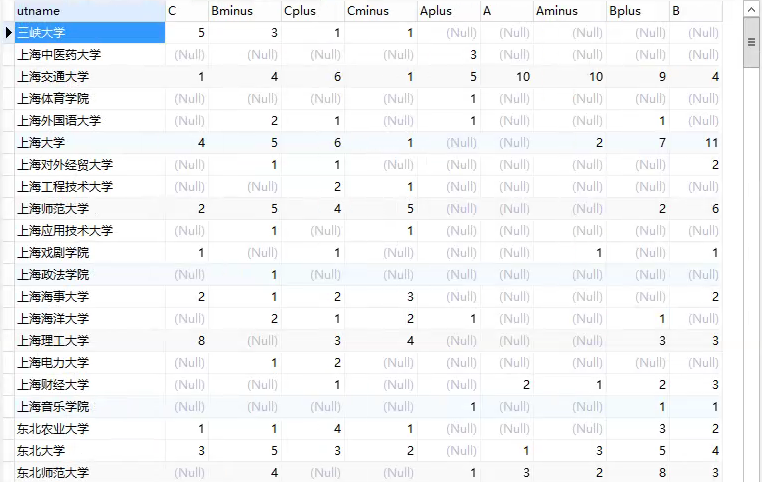 utname C Bminus Cplus Cminus Aplus A Aminus Bplus B
三峡大学 5 3 1 1 (Null) (Null) (Null) (Null) (Null)
上海中医药大学 (Null) (Null) (Null) (Null) 3 (Null) (Null) (Null) (Null)
上海交通大学 1 4 6 1 5 10 10 9 4
上海体育学院 (Null) (Null) (Null) (Null) 1 (Null) (Null) (Null) (Null)
上海外国语大学 (Null) 2 1 (Null) 1 (Null) (Null) 1 (Null)
上海大学 4 5 6 1 (Null) (Null) 2 7 11
上海对外经贸大学 (Null) 1 1 (Null) (Null) (Null) (Null) (Null) 2
上海工程技术大学 (Null) (Null) 2 1 (Null) (Null) (Null) (Null) (Null)
上海师范大学 2 5 4 5 (Null) (Null) (Null) 2 6
上海应用技术大学 (Null) 1 (Null) 1 (Null) (Null) (Null) (Null) (Null)
上海戏剧学院 1 (Null) 1 (Null) (Null) (Null) 1 (Null) 1
上海政法学院 (Null) 1 (Null) (Null) (Null) (Null) (Null) (Null) (Null)
上海海事大学 2 1 2 3 (Null) (Null) (Null) (Null) 2
上海海洋大学 (Null) 2 1 2 1 (Null) (Null) 1 (Null)
上海理工大学 8 (Null) 3 4 (Null) (Null) (Null) 3 3
上海电力大学 (Null) 1 2 (Null) (Null) (Null) (Null) (Null) (Null)
上海财经大学 (Null) (Null) 1 (Null) (Null) 2 1 2 3
上海音乐学院 (Null) (Null) (Null) (Null) 1 (Null) (Null) 1 1
东北农业大学 1 1 4 1 (Null) (Null) (Null) 3 2
东北大学 3 5 3 2 (Null) 1 3 5 4
东北师范大学 (Null) 4 (Null) (Null) 1 3 2 8 3